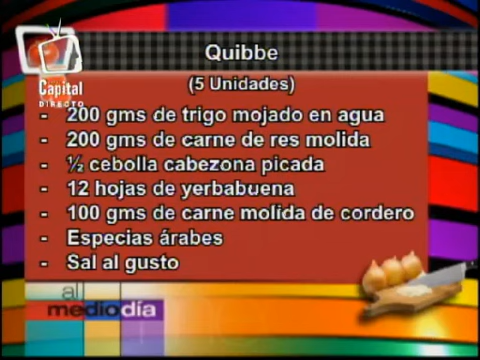 Quibbe
Capital
DIRECTO
(5 Unidades)
- 200 gms de trigo mojado en agua
- 200 gms de carne de res molida
- ½ cebolla cabezona picada
- 12 hojas de yerbabuena
- 100 gms de carne molida de cordero
- Especias árabes
- Sal al gusto
al
mediodía